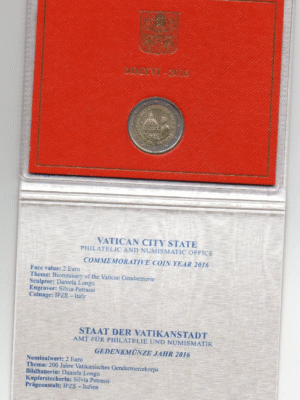 MMXVI - 2016
VATICAN CITY STATE
PHILATELIC AND NUMISMATIC OFFICE
COMMEMORATIVE COIN YEAR 2016
Face value: 2 Euro
Theme: Bicentenary of the Vatican Gendarmerie
Sculptor: Daniela Longo
Engraver: Silvia Petrassi
Coinage: IPZS - Italy
STAAT DER VATIKANSTADT
AMT FÜR PHILATELIE UND NUMISMATIK
GEDENKMÜNZE JAHR 2016
Nominalwert: 2 Euro
Thema: 200 Jahre Vatikanisches Gendarmeriekorps
Bildhauerin: Daniela Longo
Kupferstecherin: Silvia Petrassi
Prägeanstalt: IPZS - Italien